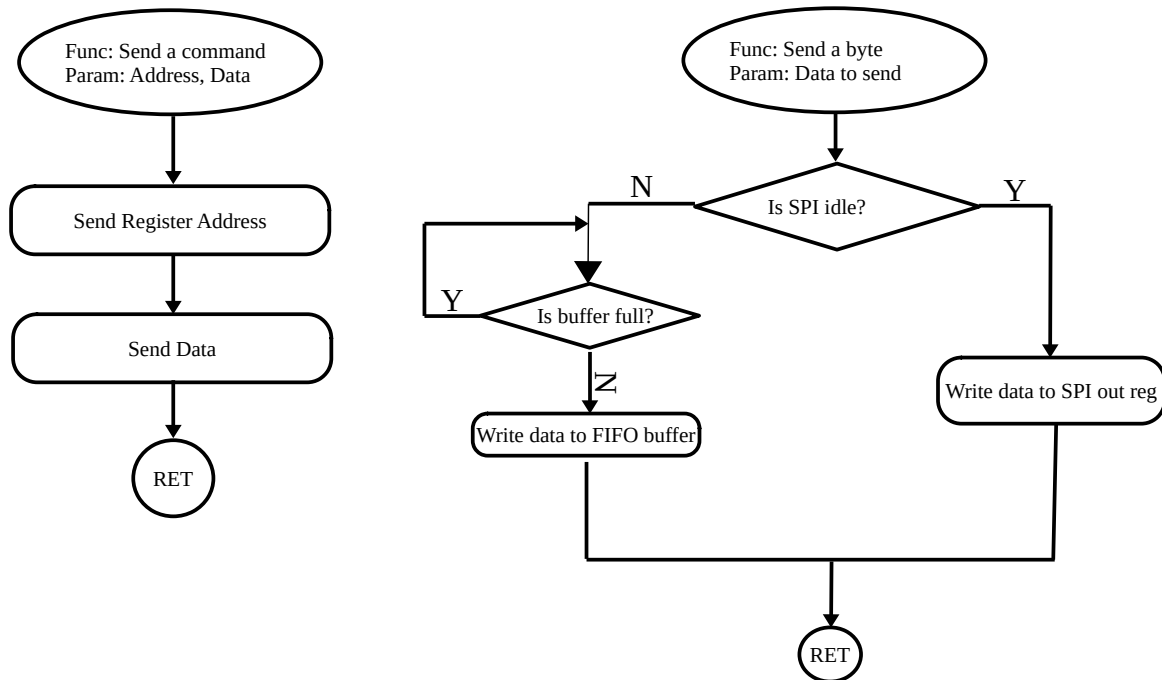 Func: Send a command
Param: Address, Data
Send Register Address
Send Data
RET
Func: Send a byte
Param: Data to send
Is SPI idle?
N
Y
Is buffer full?
Y
N
Write data to FIFO buffer
Write data to SPI out reg
RET